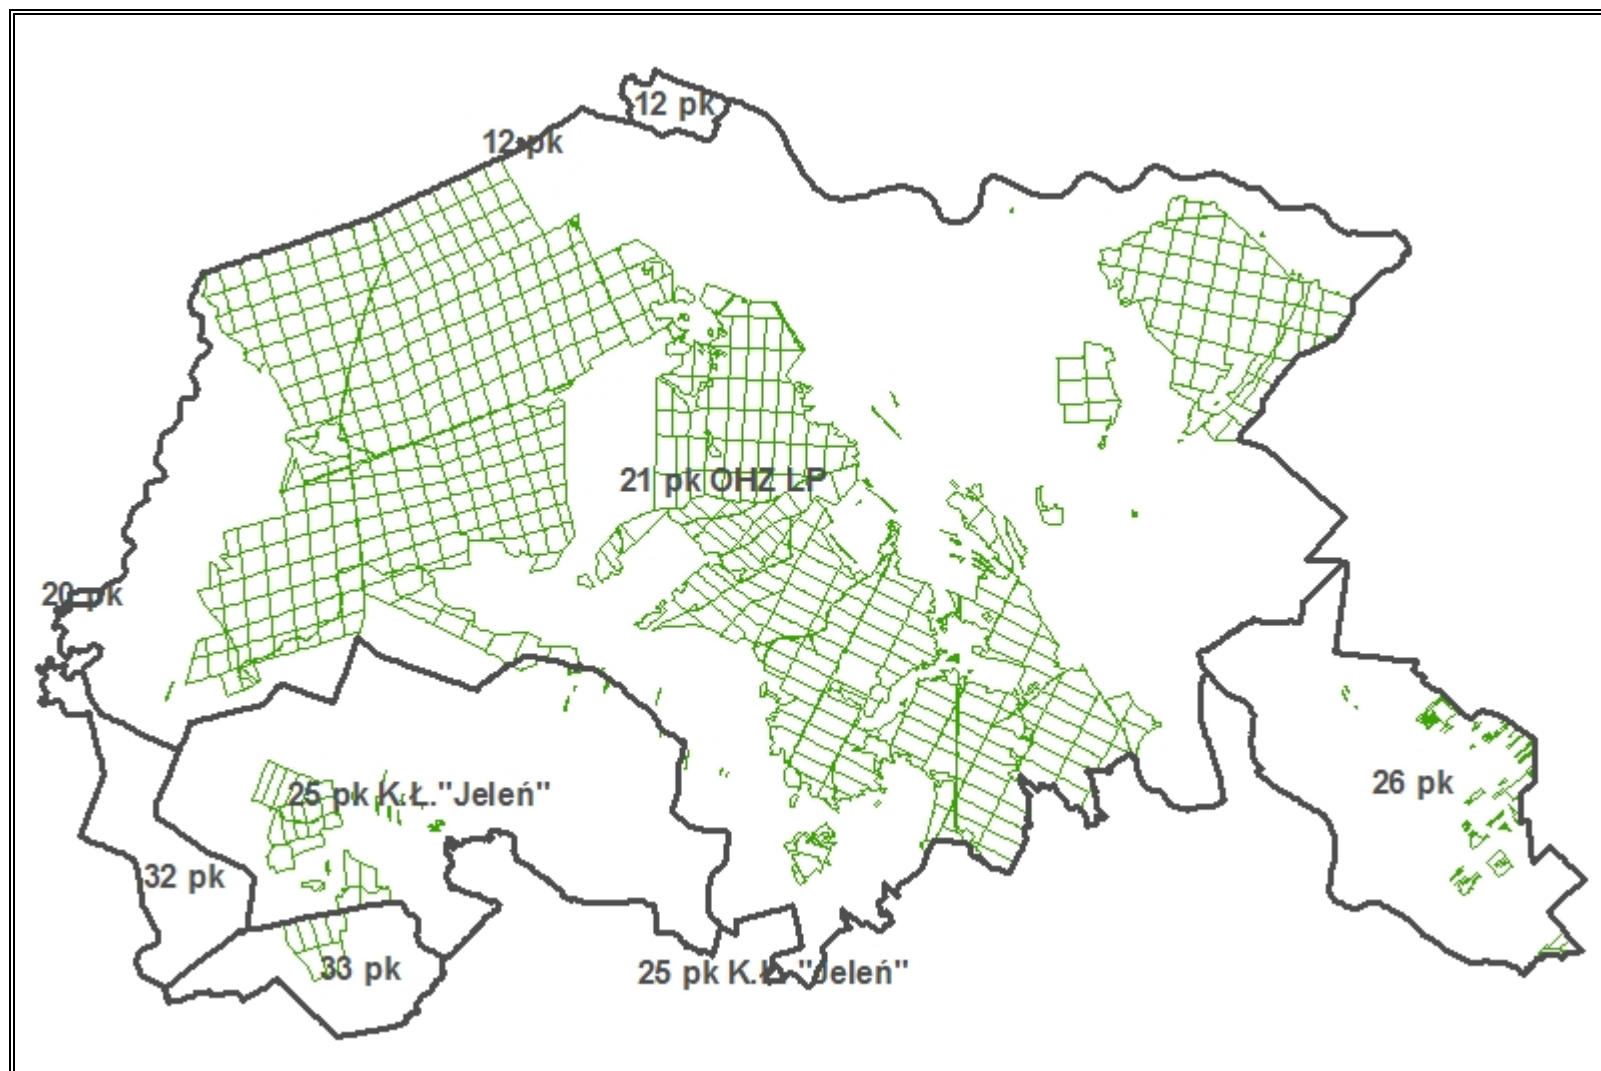 12 pk
12 pk
21 pk OHZ LP
20 pk
26 pk
25 pk K.Ł."Jeleń"
32 pk
33 pk
25 pk K.Ł. "Jeleń"